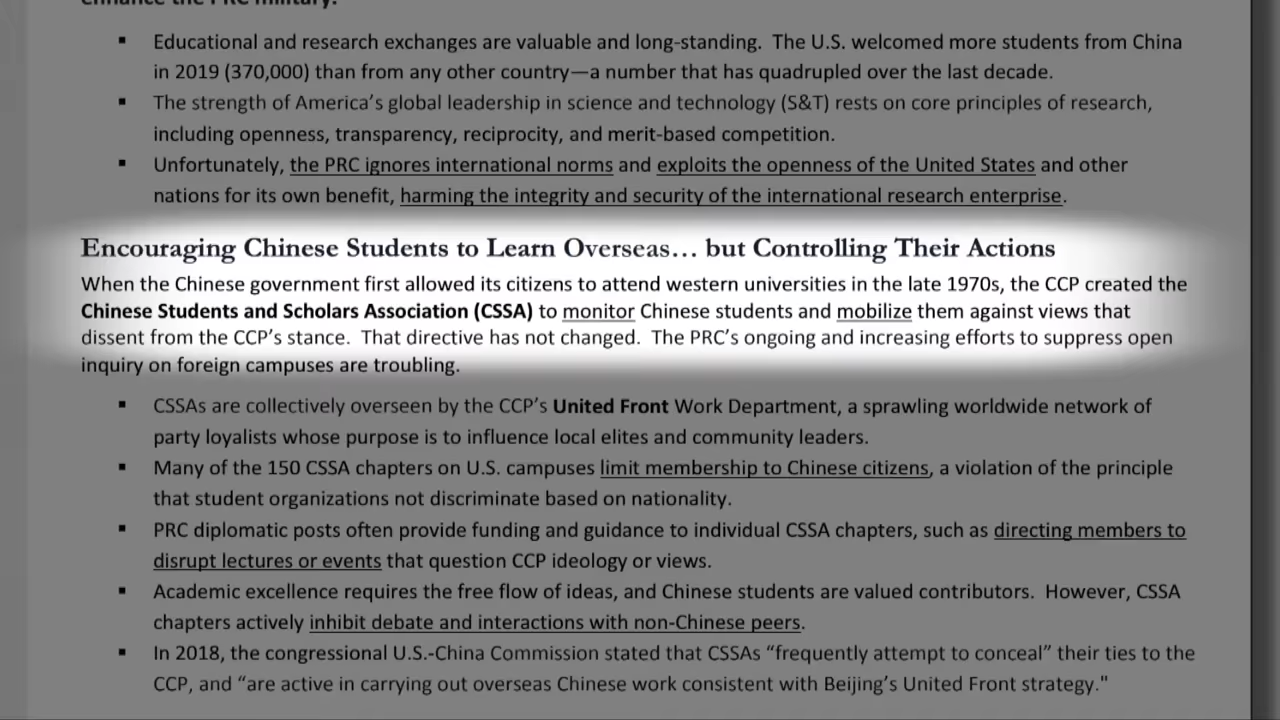 enhance the PRC military.
▪ Educational and research exchanges are valuable and long-standing. The U.S. welcomed more students from China
in 2019 (370,000) than from any other country—a number that has quadrupled over the last decade.
▪ The strength of America's global leadership in science and technology (S&T) rests on core principles of research,
including openness, transparency, reciprocity, and merit-based competition.
▪ Unfortunately, the PRC ignores international norms and exploits the openness of the United States and other
nations for its own benefit, harming the integrity and security of the international research enterprise.
Encouraging Chinese Students to Learn Overseas… but Controlling Their Actions
When the Chinese government first allowed its citizens to attend western universities in the late 1970s, the CCP created the
Chinese Students and Scholars Association (CSSA) to monitor Chinese students and mobilize them against views that
dissent from the CCP's stance. That directive has not changed. The PRC's ongoing and increasing efforts to suppress open
inquiry on foreign campuses are troubling.
▪ CSSAs are collectively overseen by the CCP's United Front Work Department, a sprawling worldwide network of
party loyalists whose purpose is to influence local elites and community leaders.
▪ Many of the 150 CSSA chapters on U.S. campuses limit membership to Chinese citizens, a violation of the principle
that student organizations not discriminate based on nationality.
▪ PRC diplomatic posts often provide funding and guidance to individual CSSA chapters, such as directing members to
disrupt lectures or events that question CCP ideology or views.
▪ Academic excellence requires the free flow of ideas, and Chinese students are valued contributors. However, CSSA
chapters actively inhibit debate and interactions with non-Chinese peers.
▪ In 2018, the congressional U.S.-China Commission stated that CSSAs “frequently attempt to conceal” their ties to the
CCP, and “are active in carrying out overseas Chinese work consistent with Beijing's United Front strategy."